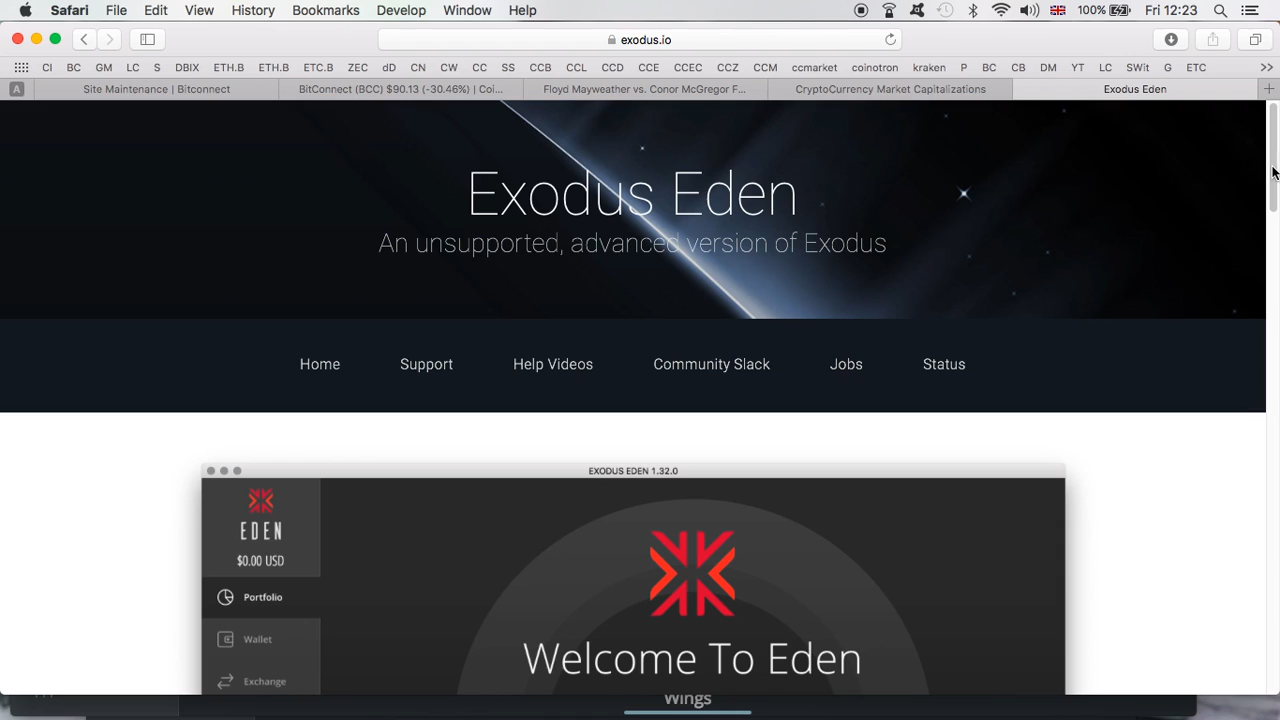 Safari File Edit View History Bookmarks Develop Window Help 100% Fri 12:23
exodus.io
CI BC GM LC S DBIX ETH.B ETH.B ETC.B ZEC dD CN CW CC SS CCB CCL CCD CCE CCEC CCZ CCM ccmarket coinotron kraken P BC CB DM YT LC SWit G ETC
A Site Maintenance | Bitconnect BitConnect (BCC) $90.13 (-30.46%) | Coi... Floyd Mayweather vs. Conor McGregor F... CryptoCurrency Market Capitalizations Exodus Eden
Exodus Eden
An unsupported, advanced version of Exodus
Home Support Help Videos Community Slack Jobs Status
EXODUS EDEN 1.32.0
EDEN
$0.00 USD
Portfolio
Wallet
Exchange
Welcome To Eden
Wings